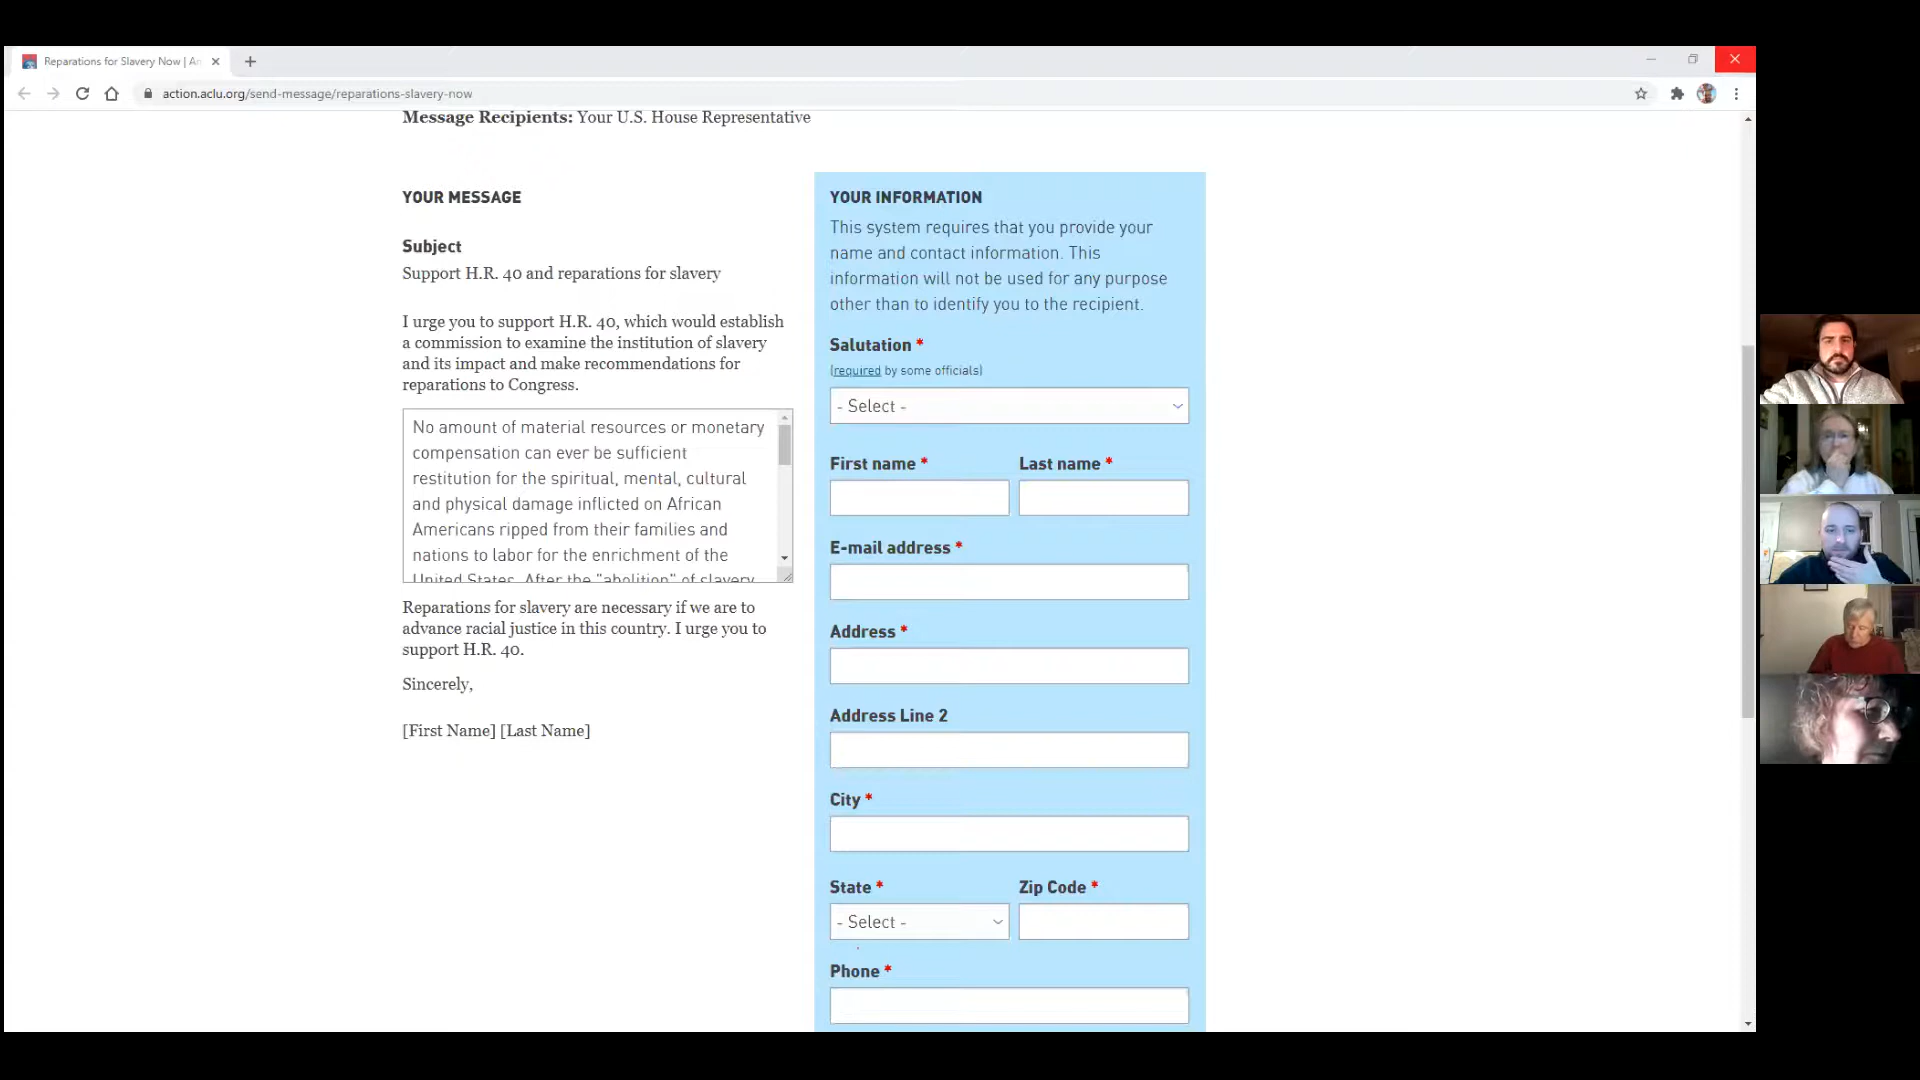 Reparations for Slavery Now | An
action.aclu.org/send-message/reparations-slavery-now
Message Recipients: Your U.S. House Representative
YOUR MESSAGE
Subject
Support H.R. 40 and reparations for slavery
I urge you to support H.R. 40, which would establish
a commission to examine the institution of slavery
and its impact and make recommendations for
reparations to Congress.
No amount of material resources or monetary
compensation can ever be sufficient
restitution for the spiritual, mental, cultural
and physical damage inflicted on African
Americans ripped from their families and
nations to labor for the enrichment of the
United States. After the "abolition" of slavery
Reparations for slavery are necessary if we are to
advance racial justice in this country. I urge you to
support H.R. 40.
Sincerely,
[First Name] [Last Name]
YOUR INFORMATION
This system requires that you provide your
name and contact information. This
information will not be used for any purpose
other than to identify you to the recipient.
Salutation *
(required by some officials)
- Select -
First name * Last name *
E-mail address *
Address *
Address Line 2
City *
State * Zip Code *
- Select -
Phone *